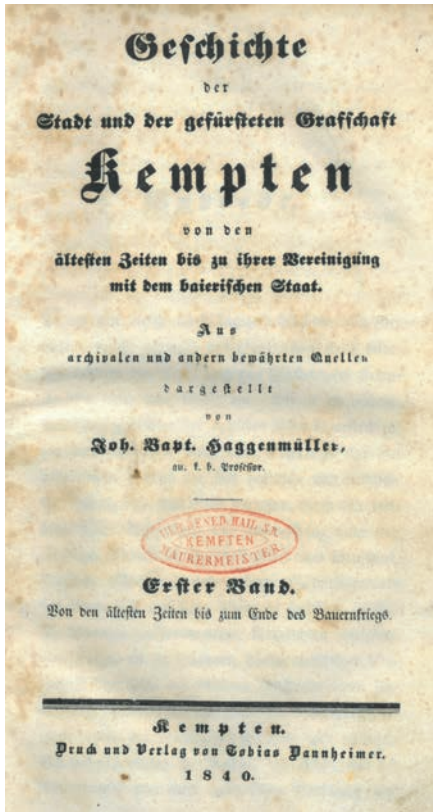 Geschichte
der
Stadt und der gefürsteten Grafschaft
Kempten
von den
ältesten Zeiten bis zu ihrer Vereinigung
mit dem baierischen Staat.
Aus
archivalen und andern bewährten Quellen
dargestellt
von
Joh. Bapt. Haggenmüller,
qu. k. b. Professor.
BENED. HAIL
KEMPTEN
MAURERMEISTER
Erster Band.
Von den ältesten Zeiten bis zum Ende des Bauernkriegs.
Kempten.
Druck und Verlag von Tobias Dannheimer.
1840.